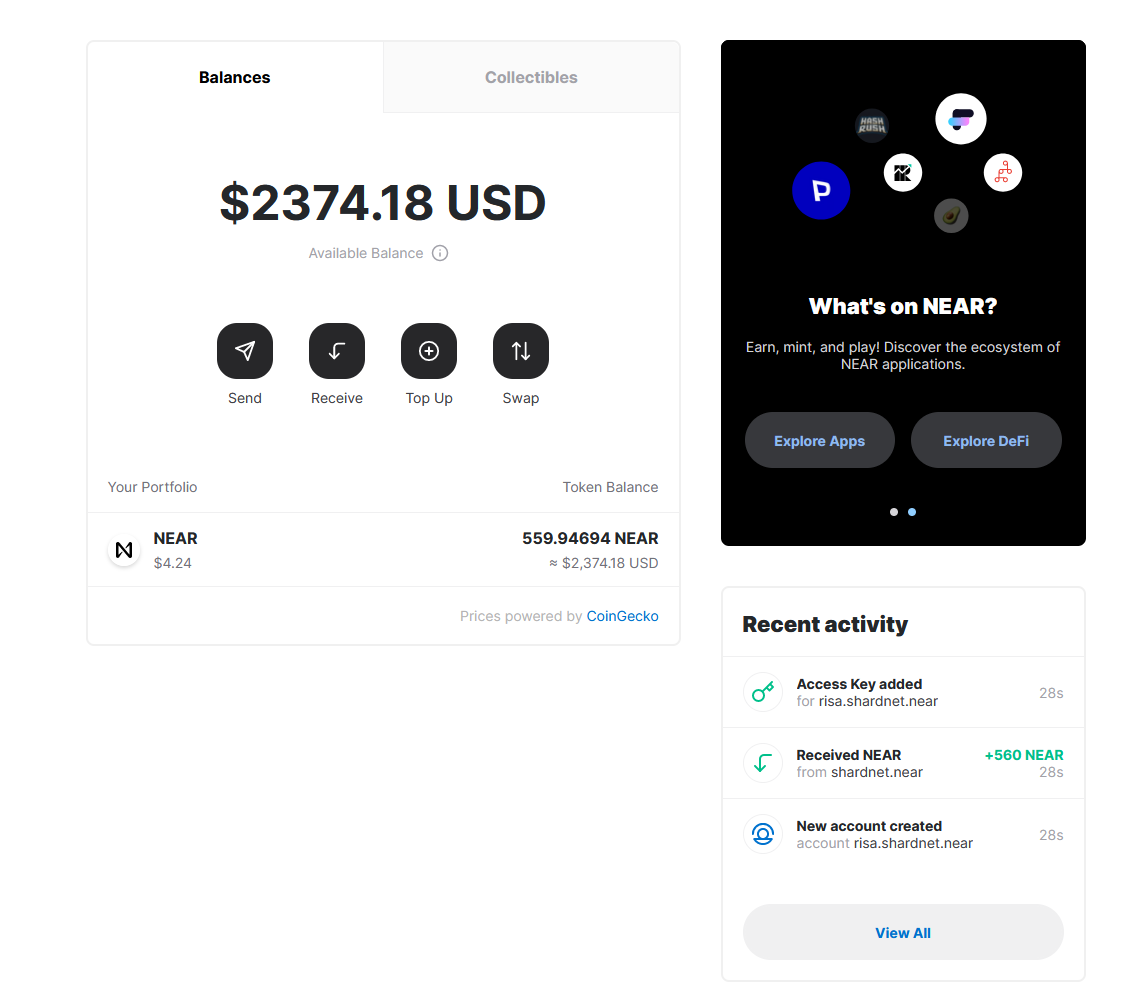 Balances
Collectibles
$2374.18 USD
Available Balance
Send
Receive
Top Up
Swap
Your Portfolio
Token Balance
NEAR
559.94694 NEAR
$4.24
≈ $2,374.18 USD
Prices powered by CoinGecko
HASH
RUSH
What's on NEAR?
Earn, mint, and play! Discover the ecosystem of
NEAR applications.
Explore Apps
Explore DeFi
Recent activity
Access Key added
for risa.shardnet.near
28s
Received NEAR
+560 NEAR
from shardnet.near
28s
New account created
account risa.shardnet.near
28s
View All